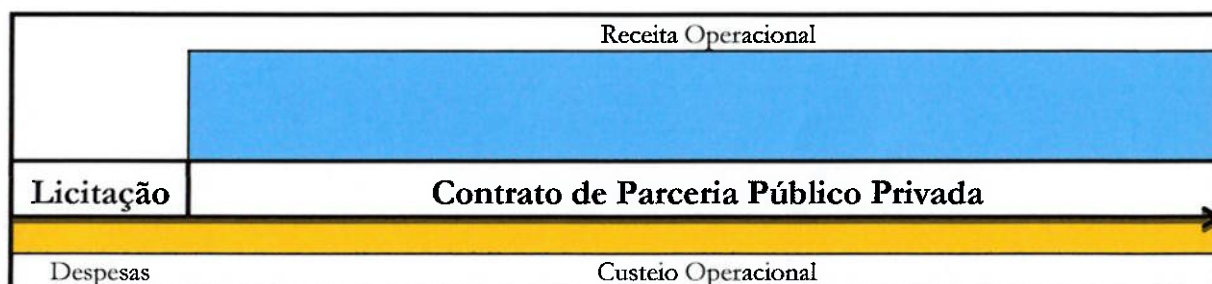 Receita Operacional
Licitação
Contrato de Parceria Público Privada
Despesas
Custeio Operacional